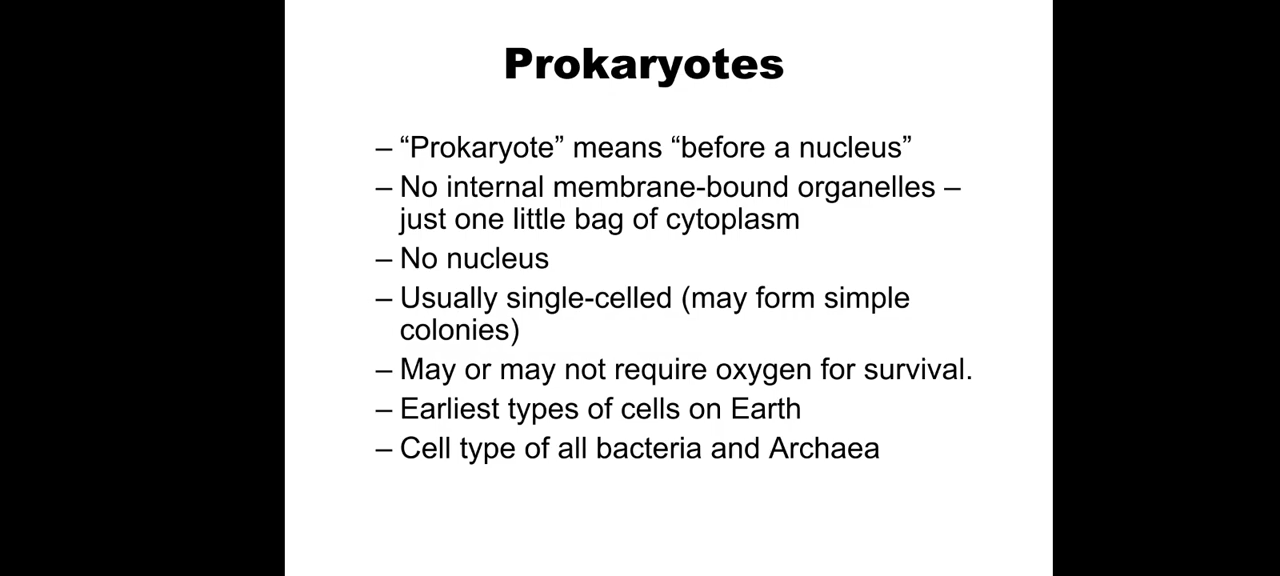 Prokaryotes
– “Prokaryote” means “before a nucleus”
– No internal membrane-bound organelles –
just one little bag of cytoplasm
– No nucleus
– Usually single-celled (may form simple
colonies)
– May or may not require oxygen for survival.
– Earliest types of cells on Earth
– Cell type of all bacteria and Archaea